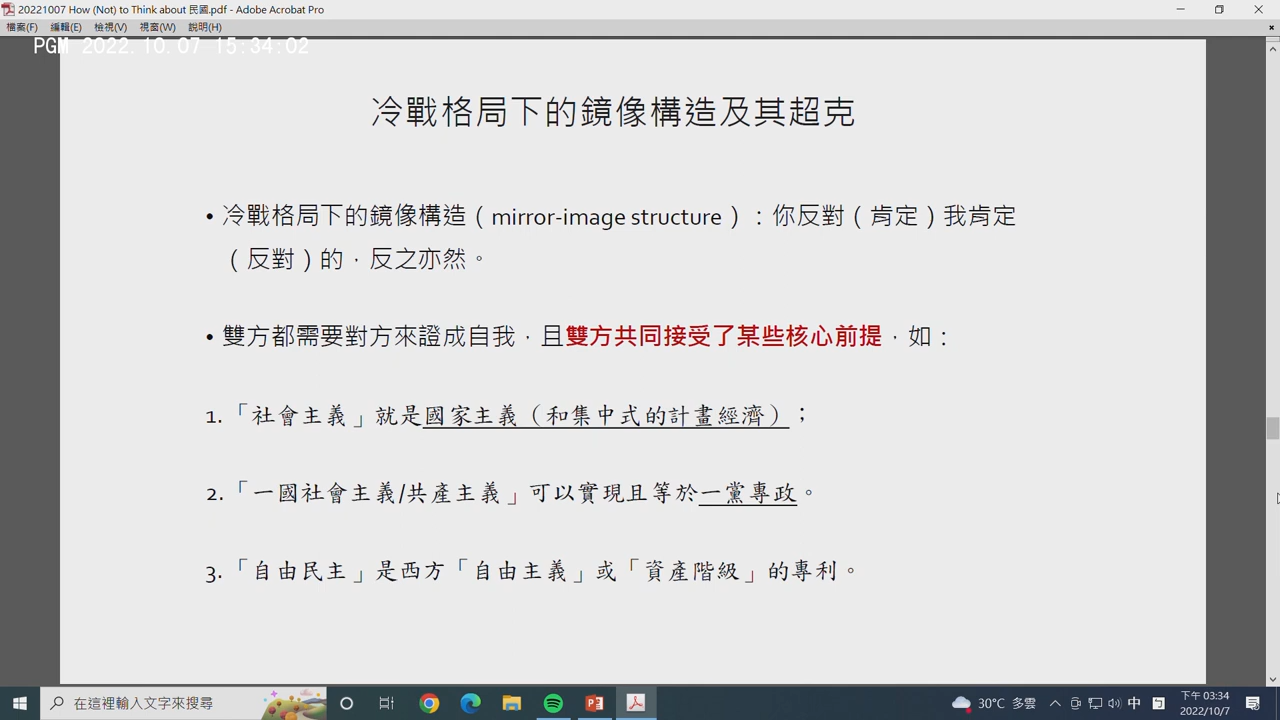 20221007 How (Not) to Think about 民國.pdf - Adobe Acrobat Pro
檔案(F) 編輯(E) 檢視(V) 視窗(W) 說明(H)
PGM 2022.10.07 15:34:02
冷戰格局下的鏡像構造及其超克
• 冷戰格局下的鏡像構造（mirror-image structure）：你反對（肯定）我肯定
（反對）的，反之亦然。
• 雙方都需要對方來證成自我，且雙方共同接受了某些核心前提，如：
1.「社會主義」就是國家主義（和集中式的計畫經濟）；
2.「一國社會主義/共產主義」可以實現且等於一黨專政。
3.「自由民主」是西方「自由主義」或「資產階級」的專利。
在這裡輸入文字來搜尋
30°C 多雲
中
下午 03:34
2022/10/7